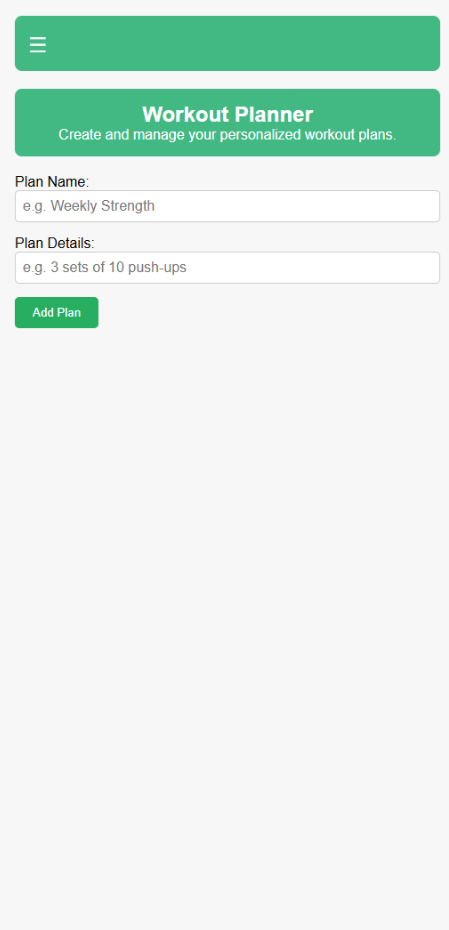 ☰
Workout Planner
Create and manage your personalized workout plans.
Plan Name:
e.g. Weekly Strength
Plan Details:
e.g. 3 sets of 10 push-ups
Add Plan